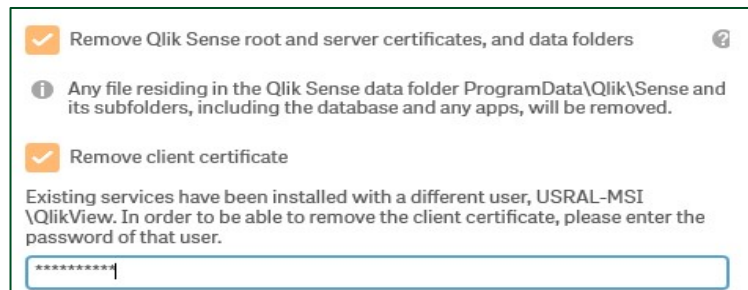 Remove Qlik Sense root and server certificates, and data folders ?
i Any file residing in the Qlik Sense data folder ProgramData\Qlik\Sense and
its subfolders, including the database and any apps, will be removed.
Remove client certificate
Existing services have been installed with a different user, USRAL-MSI
\QlikView. In order to be able to remove the client certificate, please enter the
password of that user.
**********